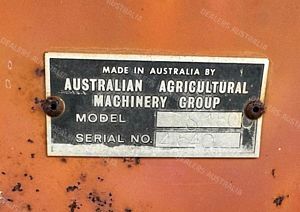 MADE IN AUSTRALIA BY
AUSTRALIAN AGRICULTURAL
MACHINERY GROUP
MODEL
SERIAL NO.